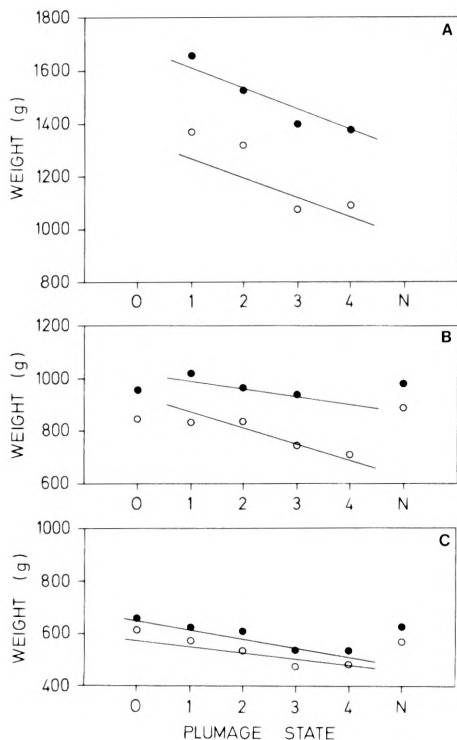 1800
A
1600
1400
1200
1000
800
WEIGHT (g)
O 1 2 3 4 N
1200
B
1000
800
600
WEIGHT (g)
O 1 2 3 4 N
1000
C
800
600
400
WEIGHT (g)
O 1 2 3 4 N
PLUMAGE STATE